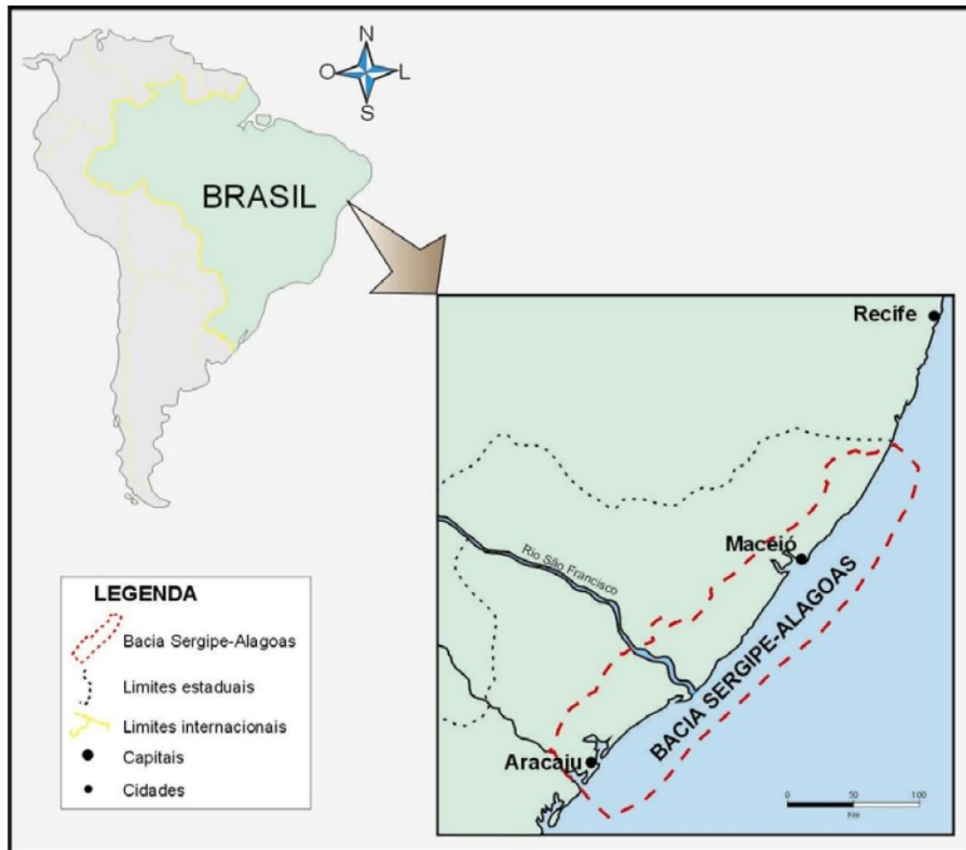 N
O
L
S
BRASIL
Recife
Maceió
Rio São Francisco
BACIA SERGIPE-ALAGOAS
Aracaju
0 50 100
Km
LEGENDA
Bacia Sergipe-Alagoas
Limites estaduais
Limites internacionais
Capitais
Cidades